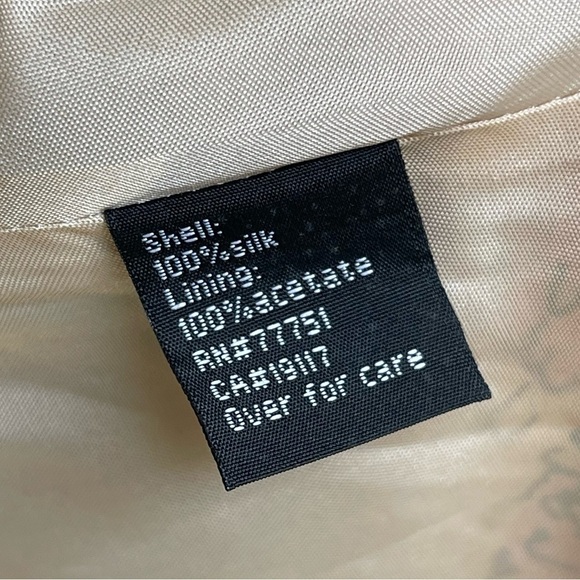 Shell:
100%silk
Lining:
100%acetate
RN#77751
CA#19117
Over for care